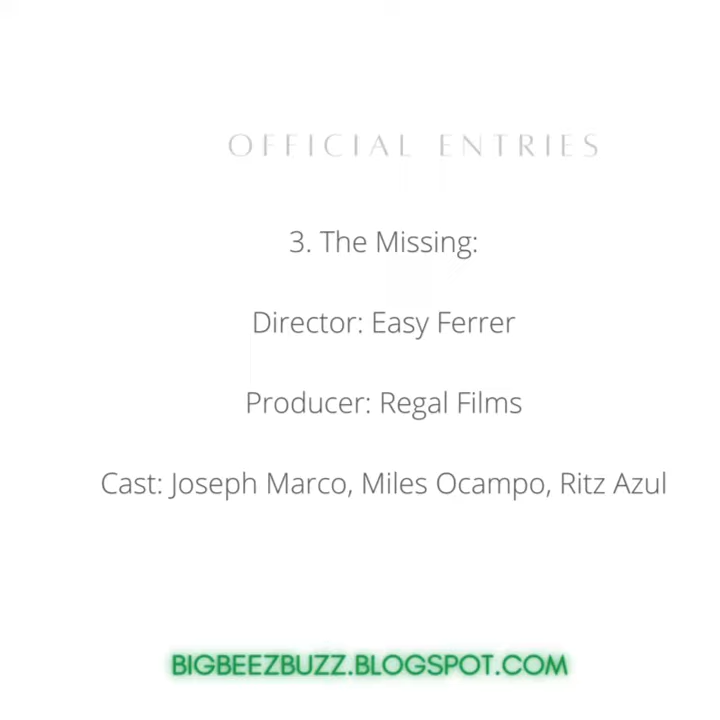 OFFICIAL ENTRIES
3. The Missing:
Director: Easy Ferrer
Producer: Regal Films
Cast: Joseph Marco, Miles Ocampo, Ritz Azul
BIGBEEZBUZZ.BLOGSPOT.COM